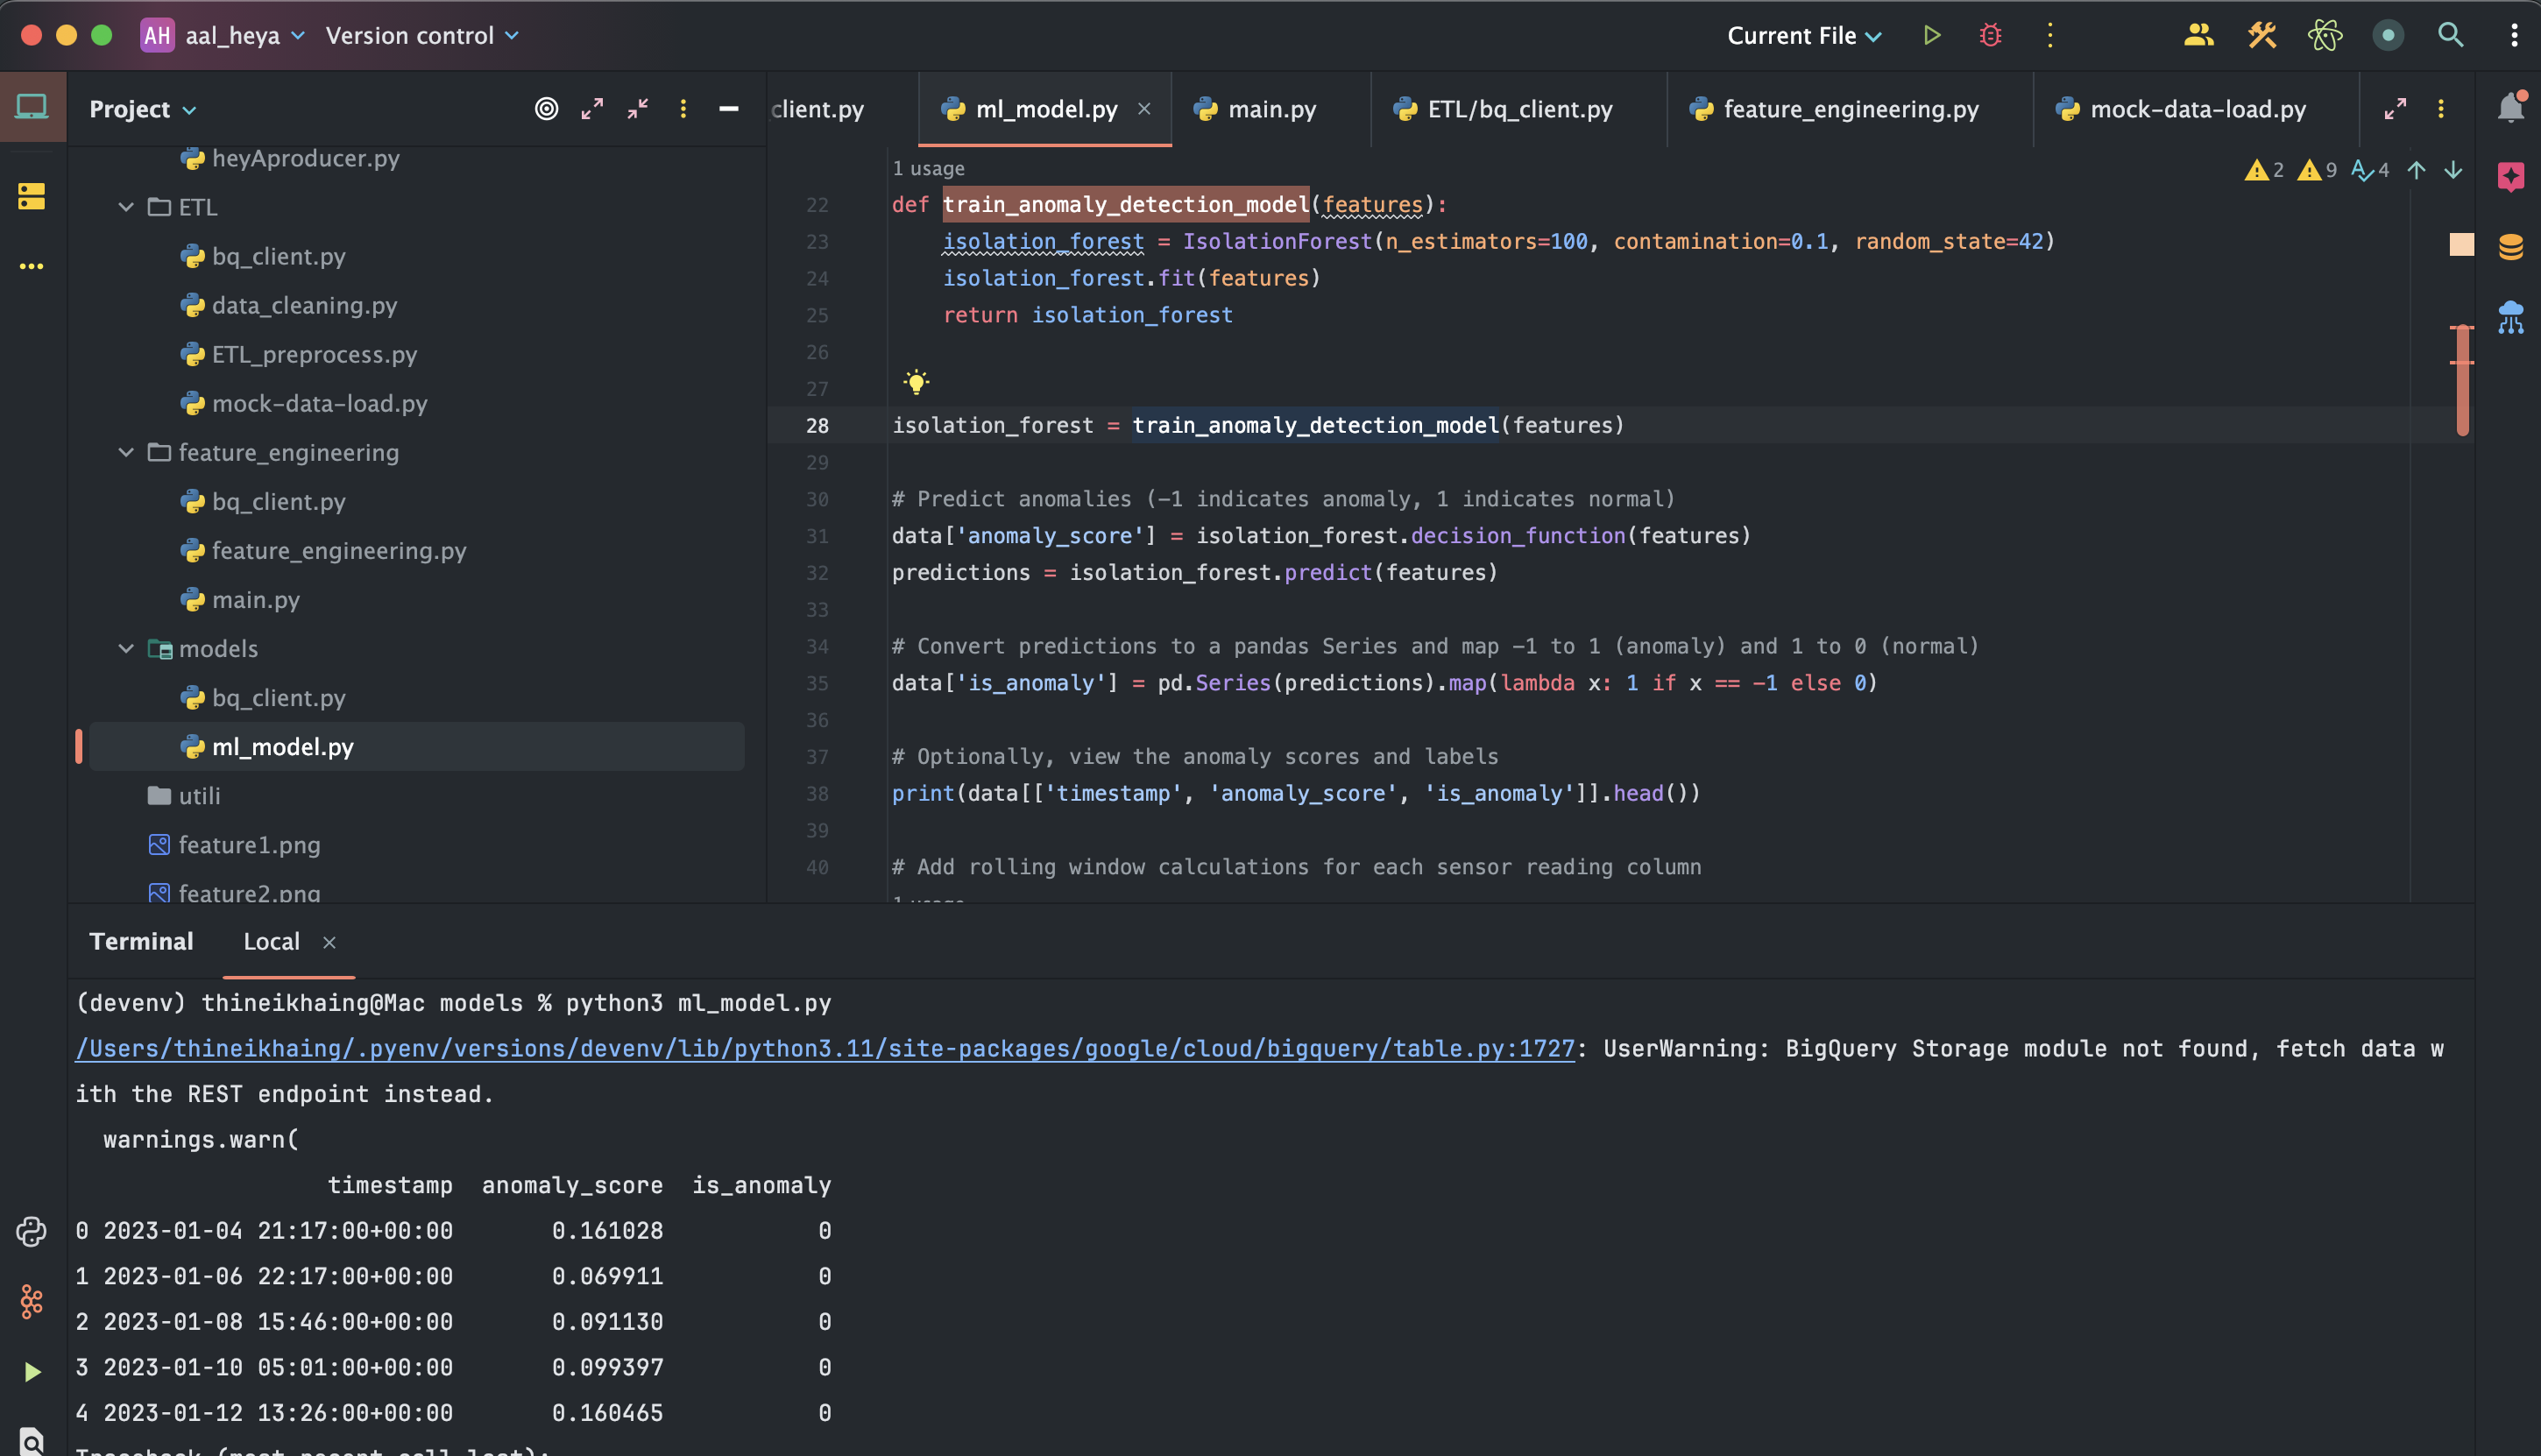 AH aal_heya Version control Current File
Project
client.py ml_model.py main.py ETL/bq_client.py feature_engineering.py mock-data-load.py
heyAproducer.py
ETL
bq_client.py
data_cleaning.py
ETL_preprocess.py
mock-data-load.py
feature_engineering
bq_client.py
feature_engineering.py
main.py
models
bq_client.py
ml_model.py
utili
feature1.png
feature2.png
1 usage
2 9 4
22 def train_anomaly_detection_model(features):
23 isolation_forest = IsolationForest(n_estimators=100, contamination=0.1, random_state=42)
24 isolation_forest.fit(features)
25 return isolation_forest
26
27
28 isolation_forest = train_anomaly_detection_model(features)
29
30 # Predict anomalies (-1 indicates anomaly, 1 indicates normal)
31 data['anomaly_score'] = isolation_forest.decision_function(features)
32 predictions = isolation_forest.predict(features)
33
34 # Convert predictions to a pandas Series and map -1 to 1 (anomaly) and 1 to 0 (normal)
35 data['is_anomaly'] = pd.Series(predictions).map(lambda x: 1 if x == -1 else 0)
36
37 # Optionally, view the anomaly scores and labels
38 print(data[['timestamp', 'anomaly_score', 'is_anomaly']].head())
39
40 # Add rolling window calculations for each sensor reading column
1 usage
Terminal Local
(devenv) thineikhaing@Mac models % python3 ml_model.py
/Users/thineikhaing/.pyenv/versions/devenv/lib/python3.11/site-packages/google/cloud/bigquery/table.py:1727: UserWarning: BigQuery Storage module not found, fetch data w
ith the REST endpoint instead.
warnings.warn(
timestamp anomaly_score is_anomaly
0 2023-01-04 21:17:00+00:00 0.161028 0
1 2023-01-06 22:17:00+00:00 0.069911 0
2 2023-01-08 15:46:00+00:00 0.091130 0
3 2023-01-10 05:01:00+00:00 0.099397 0
4 2023-01-12 13:26:00+00:00 0.160465 0
Traceback (most recent call last):